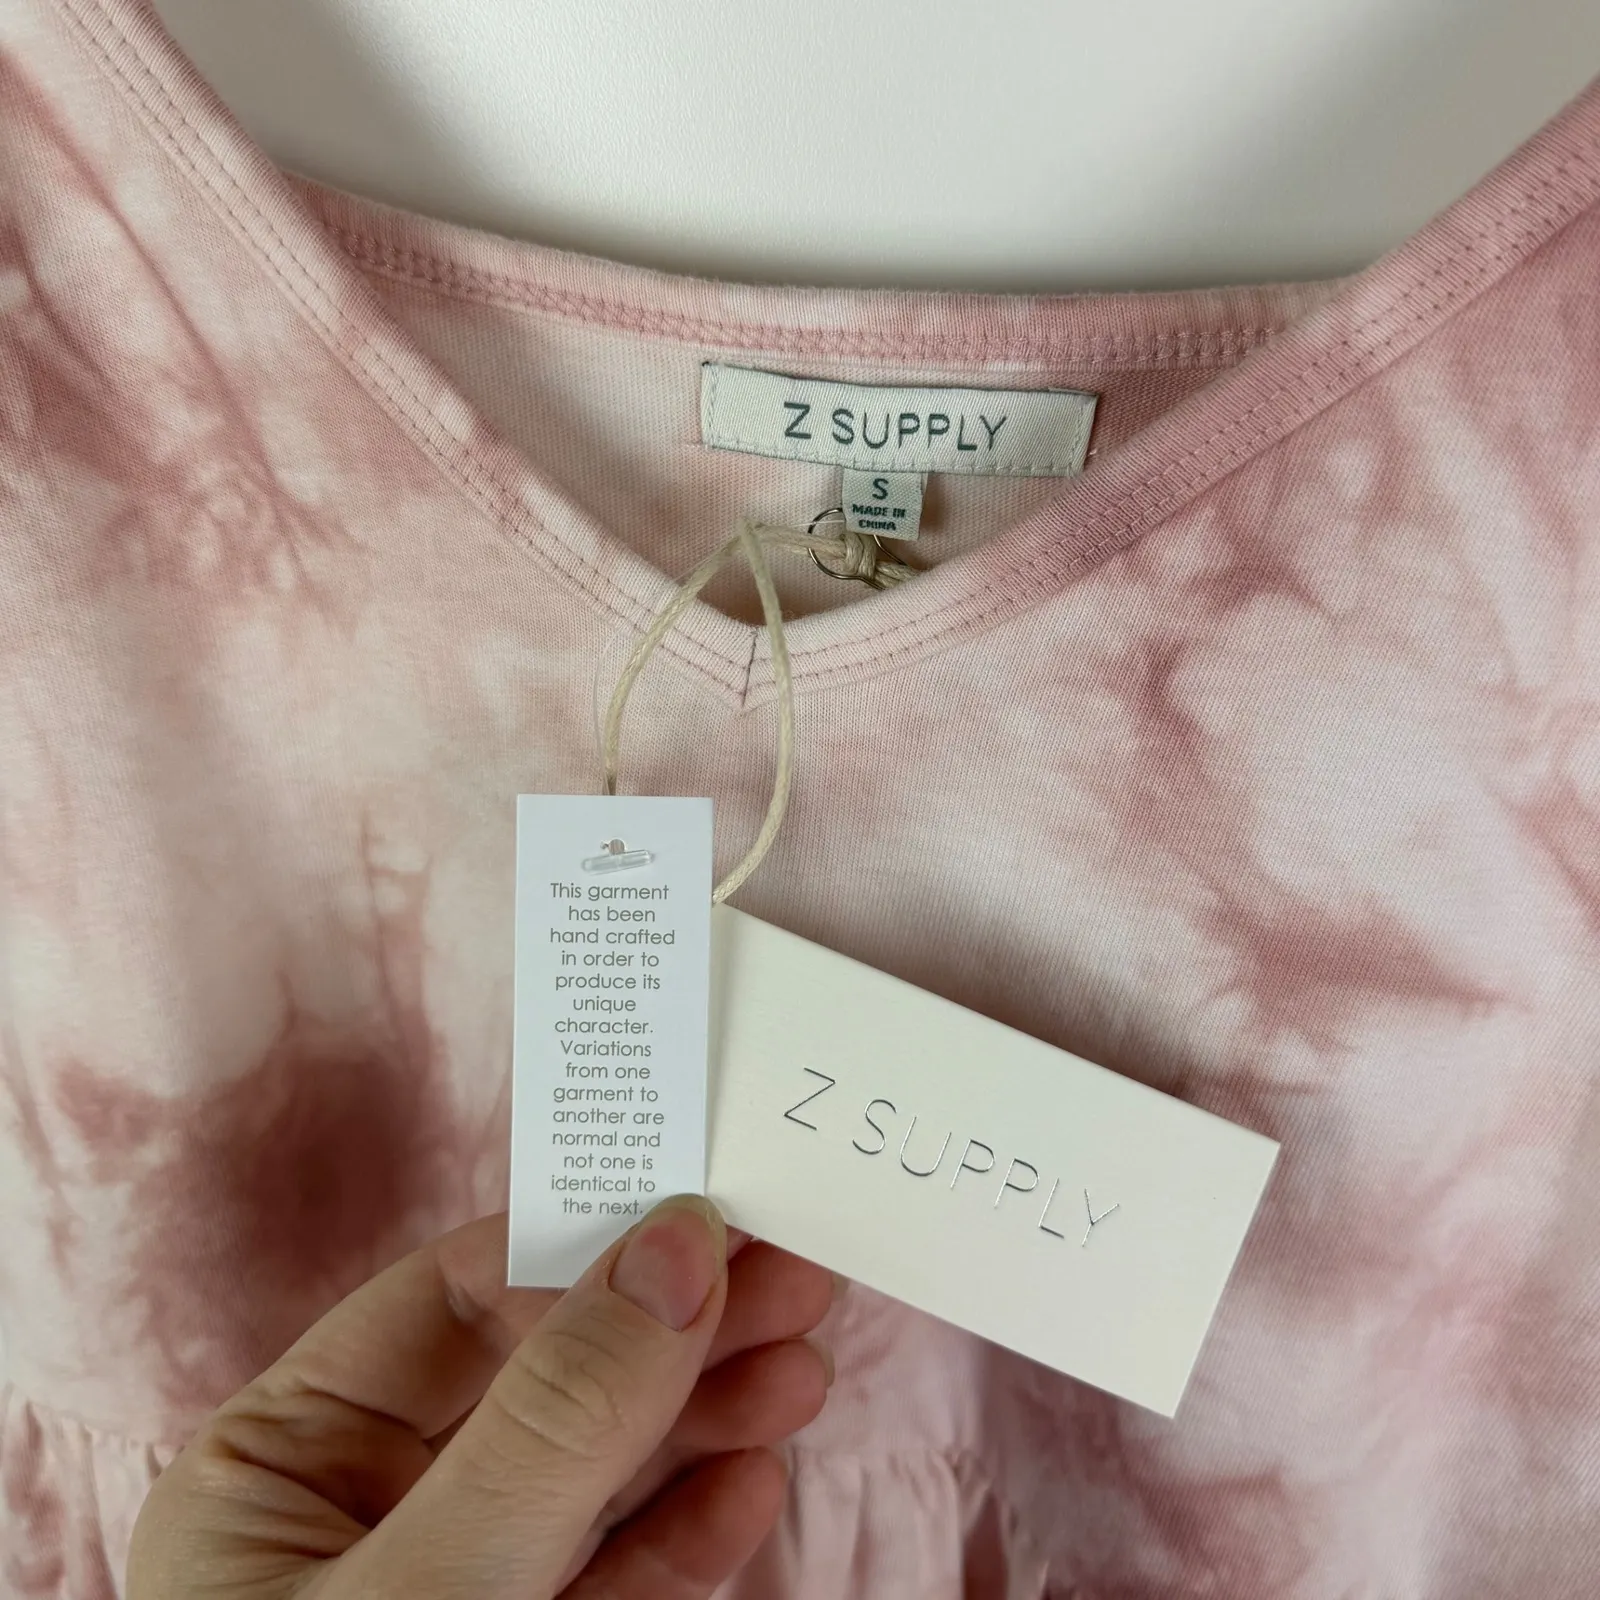 Z SUPPLY
S
MADE IN
CHINA
This garment
has been
hand crafted
in order to
produce its
unique
character.
Variations
from one
garment to
another are
normal and
not one is
identical to
the next.
Z SUPPLY